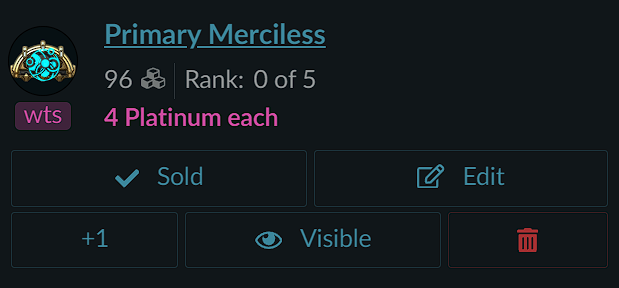 Primary Merciless
96 Rank: 0 of 5
wts 4 Platinum each
Sold Edit
+1 Visible